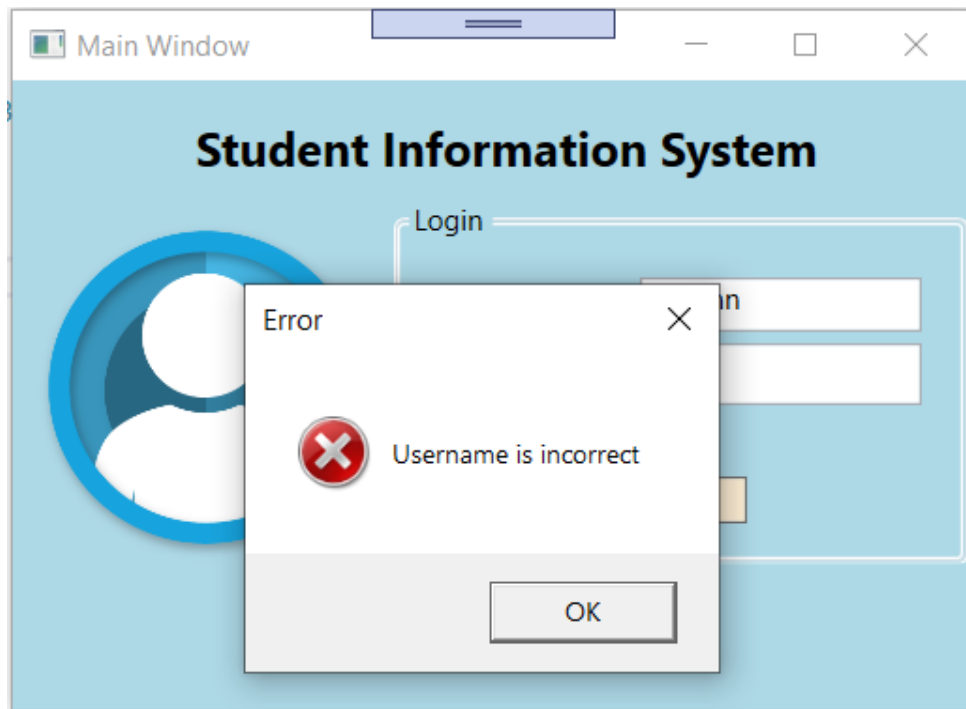 Main Window
Student Information System
Login
Error
Username is incorrect
OK